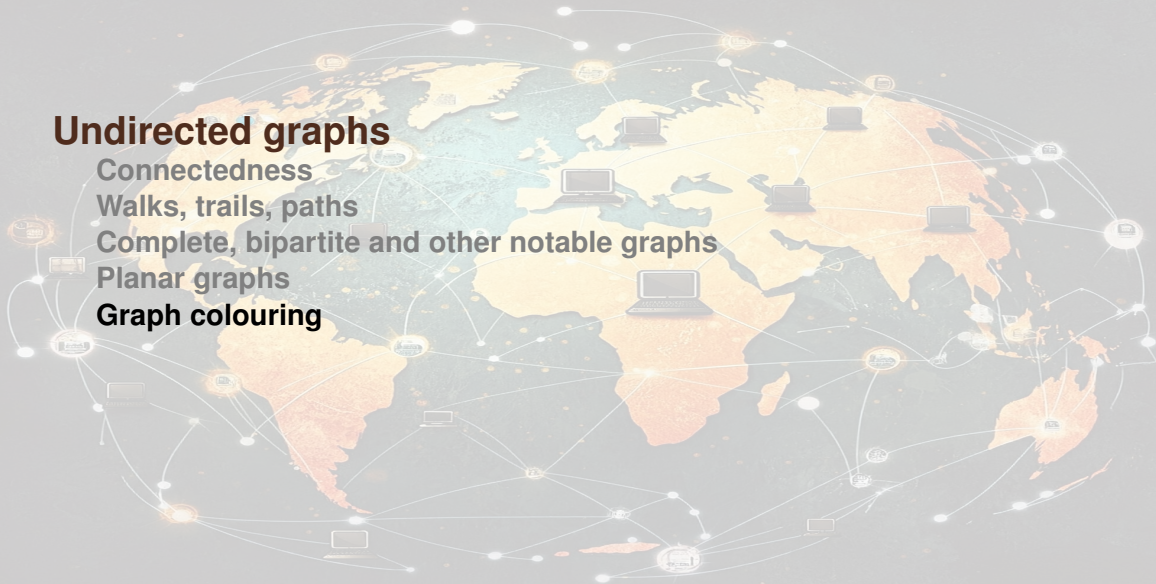 Undirected graphs
Connectedness
Walks, trails, paths
Complete, bipartite and other notable graphs
Planar graphs
Graph colouring